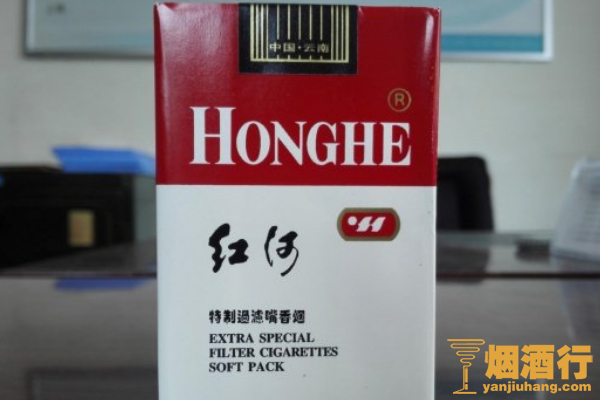 中国·云南
®
HONGHE
红河
特制過滤嘴香烟
EXTRA SPECIAL
FILTER CIGARETTES
SOFT PACK
烟酒行
yanjiuhang.com